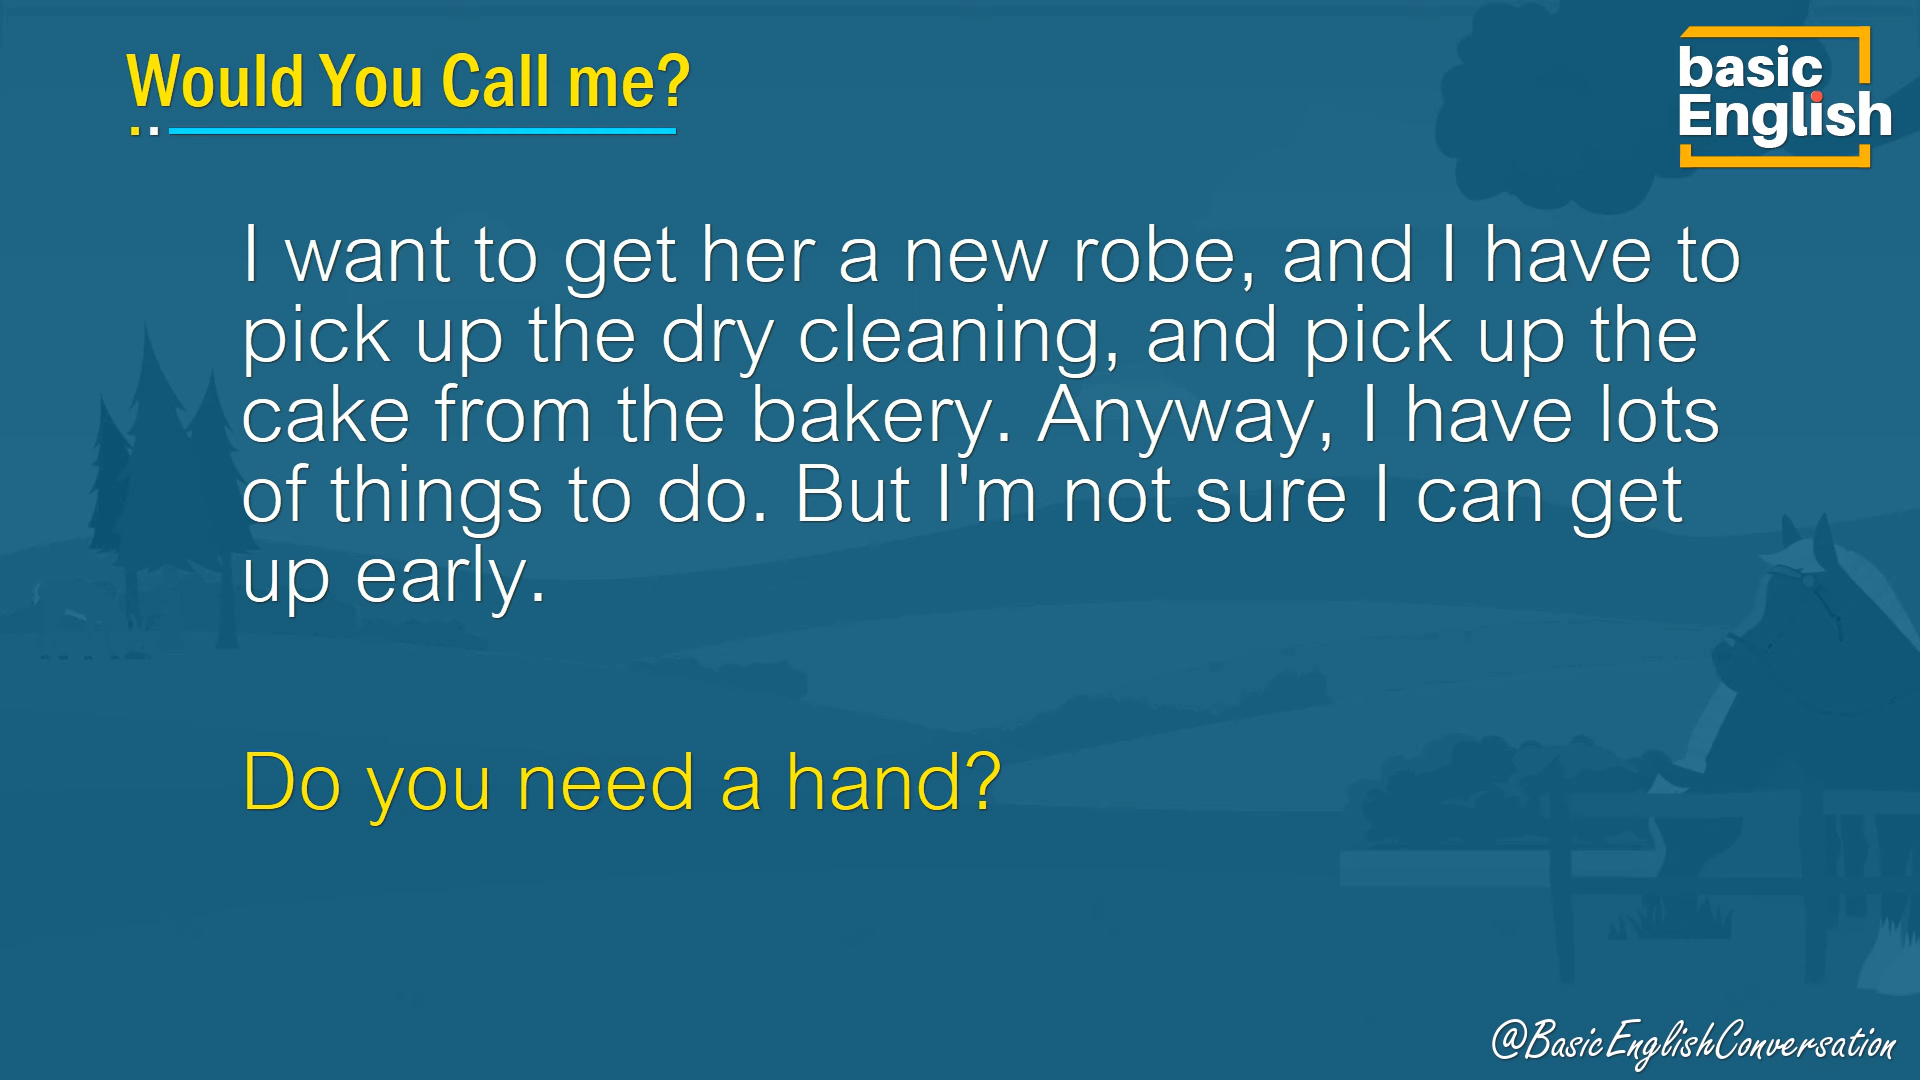 Would You Call me?
basic
English
I want to get her a new robe, and I have to
pick up the dry cleaning, and pick up the
cake from the bakery. Anyway, I have lots
of things to do. But I'm not sure I can get
up early.
Do you need a hand?
@BasicEnglishConversation